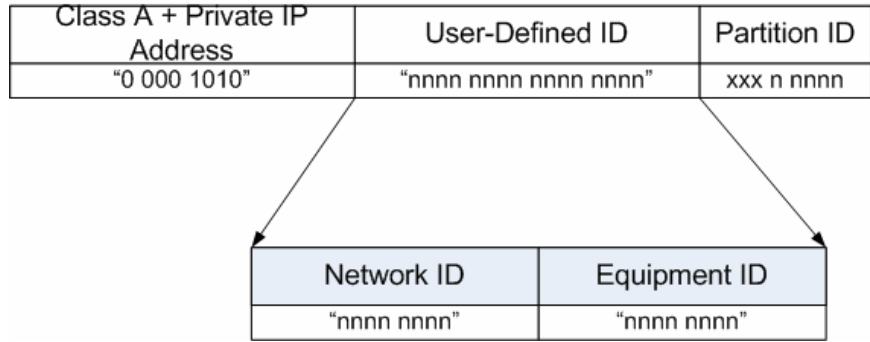 Class A + Private IP
Address
User-Defined ID
Partition ID
"0 000 1010"
"nnnn nnnn nnnn nnnn"
xxx n nnnn
Network ID
Equipment ID
"nnnn nnnn"
"nnnn nnnn"